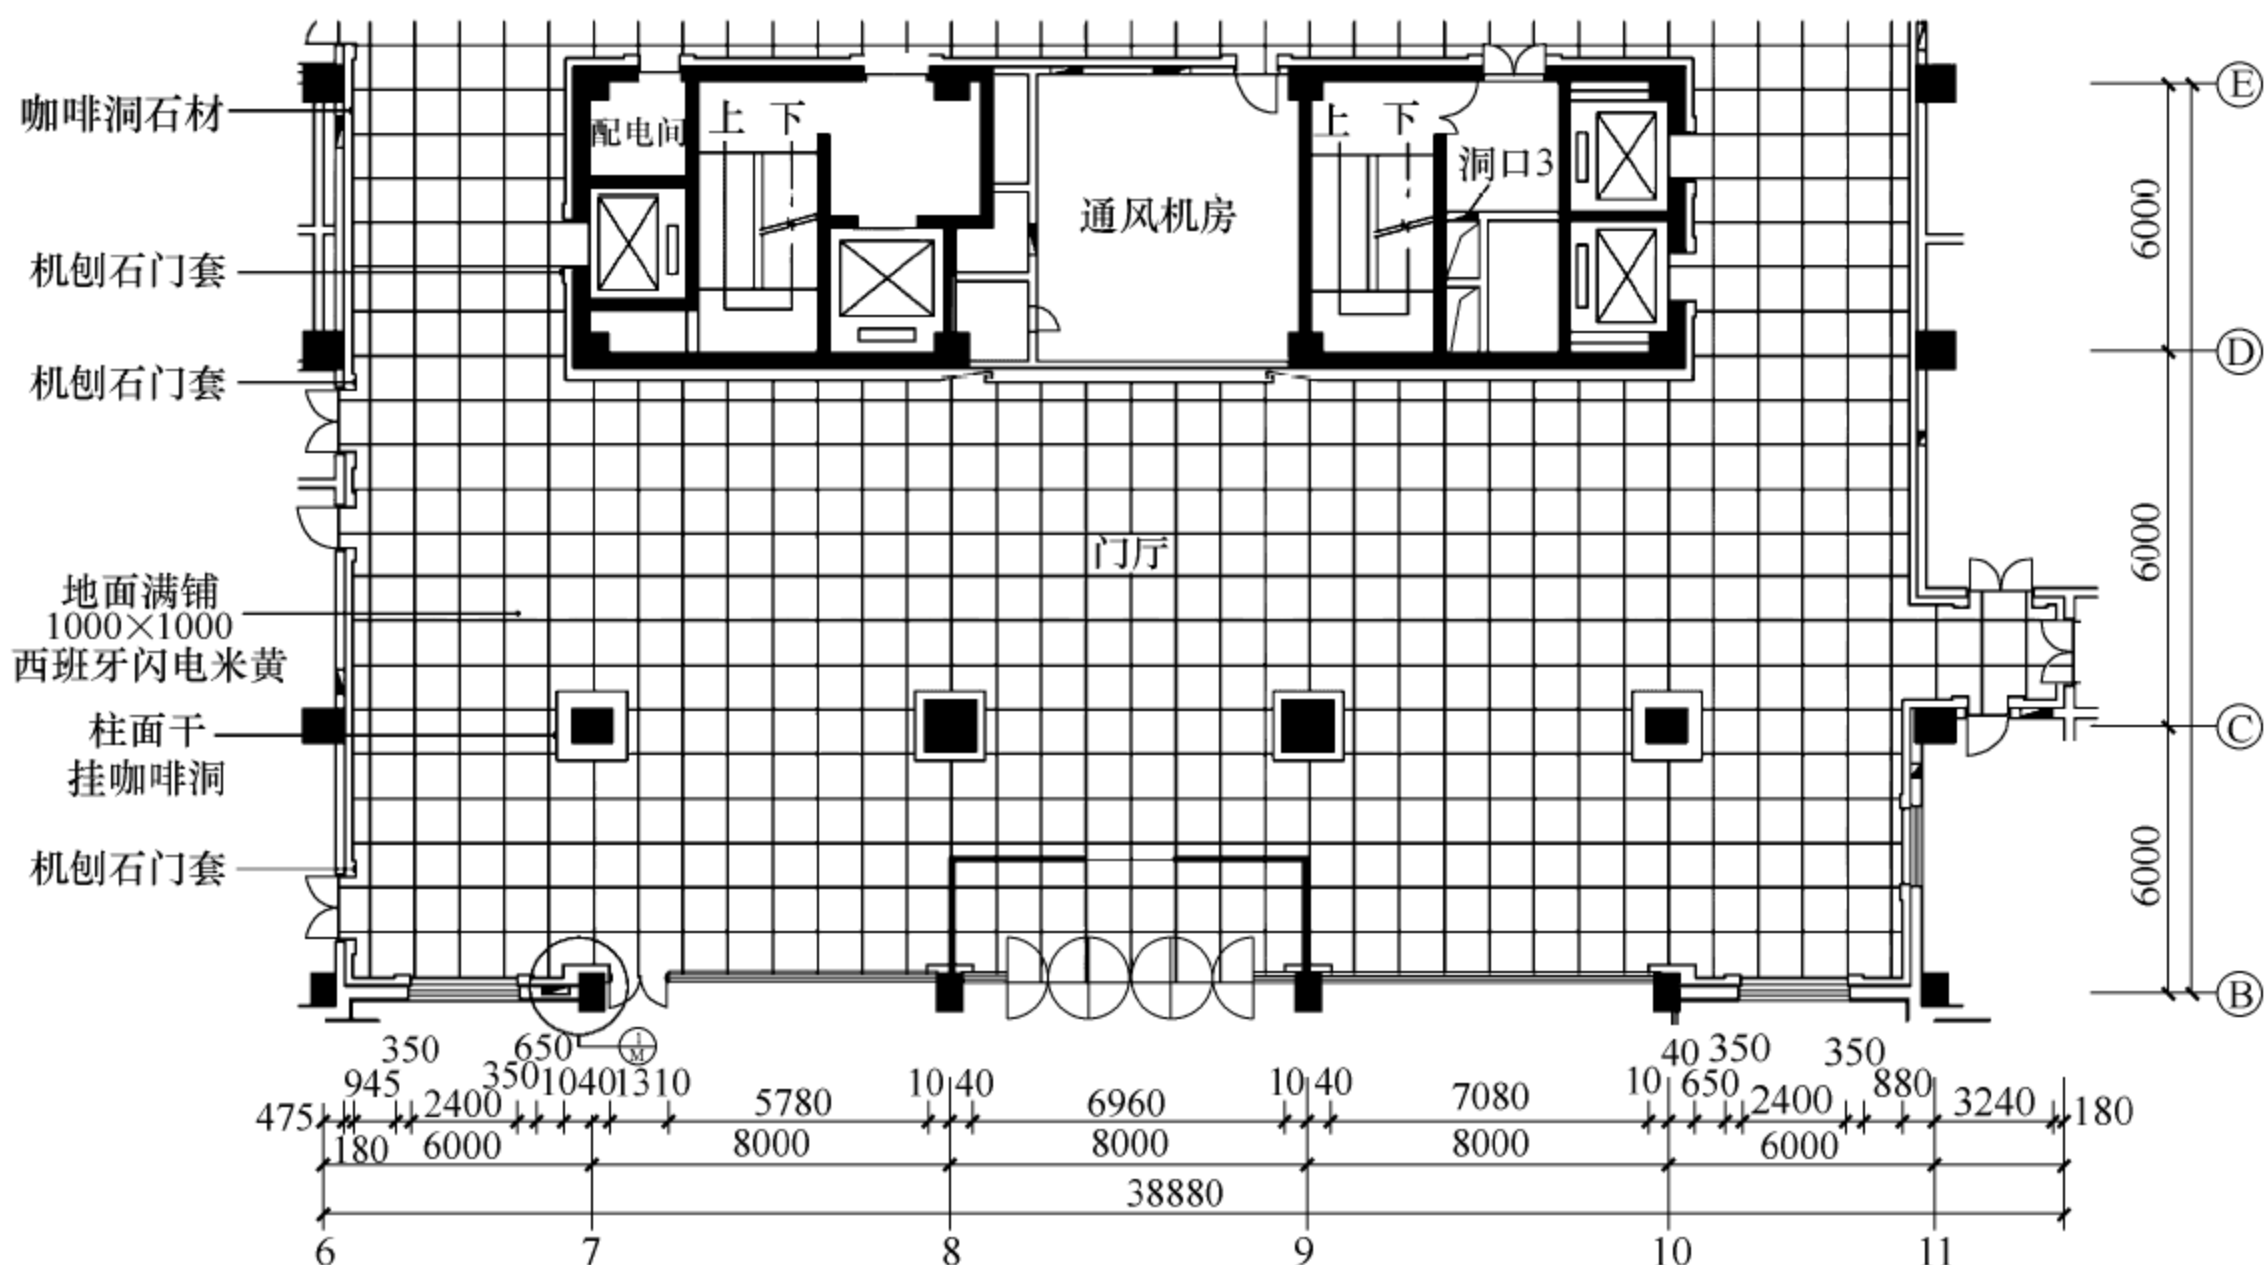 E
咖啡洞石材
上 下
配电间
上 下
洞口3
通风机房
6000
机刨石门套
D
机刨石门套
门厅
6000
地面满铺
1000×1000
西班牙闪电米黄
柱面干
挂咖啡洞
C
机刨石门套
6000
B
1
M
350 650 40 350 350
945 350 1040 1310 10 40 10 40 10 650 880
475 2400 5780 6960 7080 2400 3240 180
180 6000 8000 8000 8000 6000
38880
6 7 8 9 10 11